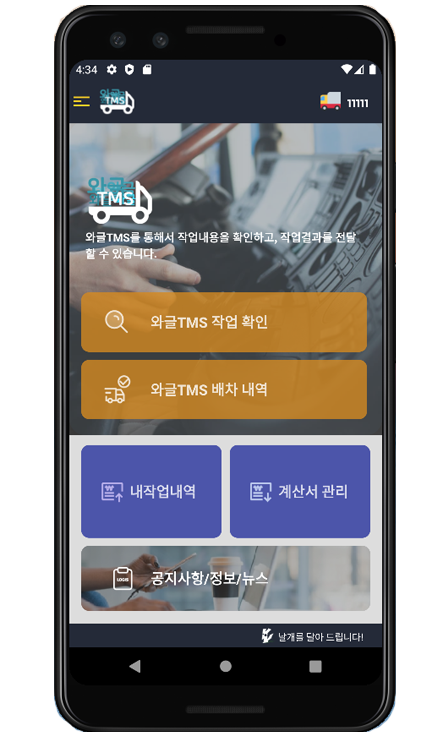 4:34
와글
TMS
11111
와글
TMS
와글TMS를 통해서 작업내용을 확인하고, 작업결과를 전달
할 수 있습니다.
와글TMS 작업 확인
와글TMS 배차 내역
내작업내역
계산서 관리
공지사항/정보/뉴스
날개를 달아 드립니다!